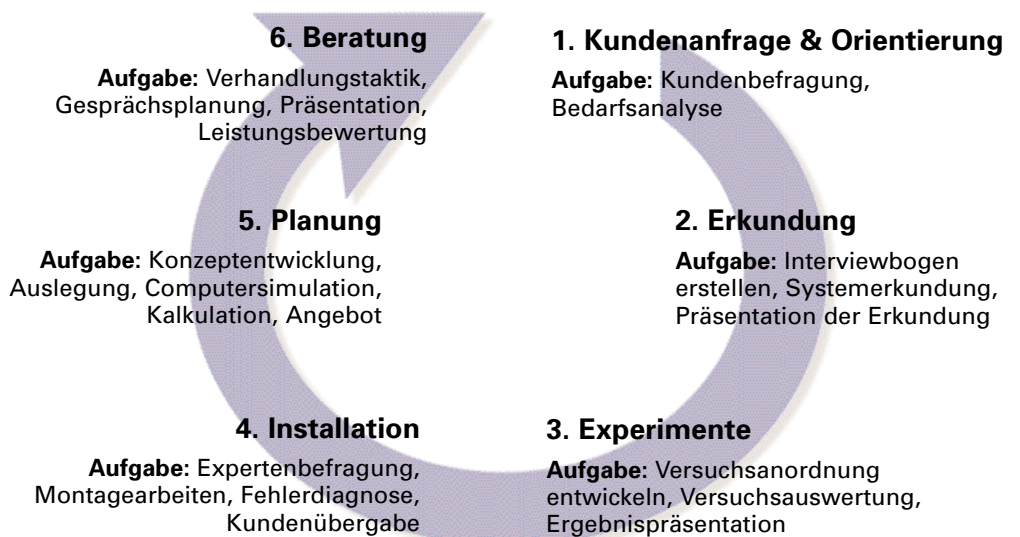 1. Kundenanfrage & Orientierung
Aufgabe: Kundenbefragung,
Bedarfsanalyse
2. Erkundung
Aufgabe: Interviewbogen
erstellen, Systemerkundung,
Präsentation der Erkundung
3. Experimente
Aufgabe: Versuchsanordnung
entwickeln, Versuchsauswertung,
Ergebnispräsentation
4. Installation
Aufgabe: Expertenbefragung,
Montagearbeiten, Fehlerdiagnose,
Kundenübergabe
5. Planung
Aufgabe: Konzeptentwicklung,
Auslegung, Computersimulation,
Kalkulation, Angebot
6. Beratung
Aufgabe: Verhandlungstaktik,
Gesprächsplanung, Präsentation,
Leistungsbewertung